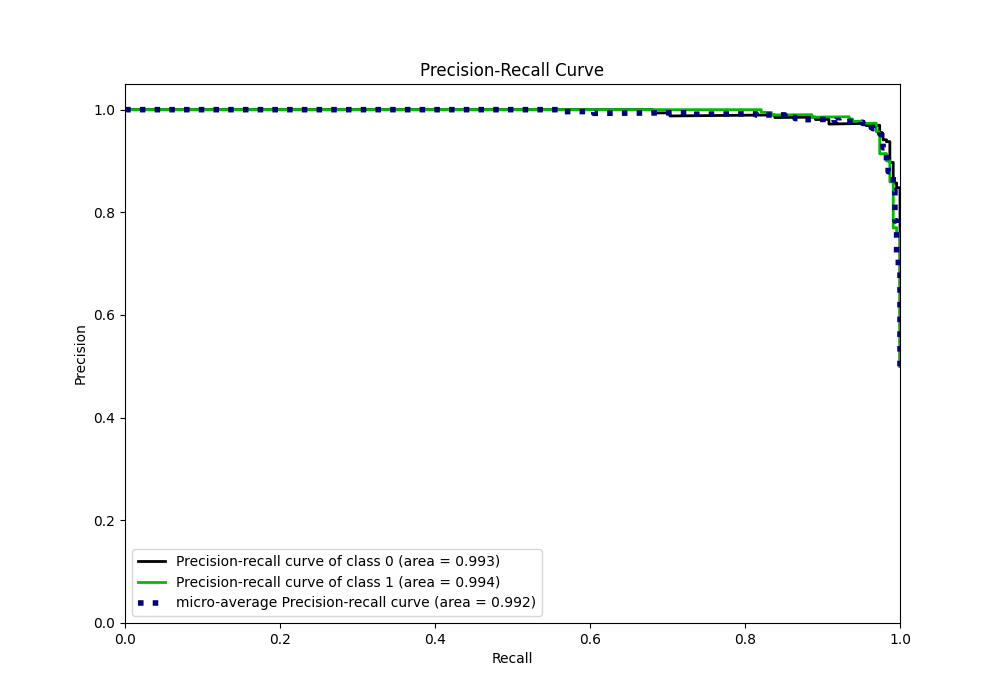 Precision-Recall Curve
1.0
0.8
0.6
0.4
0.2
0.0
Precision
Precision-recall curve of class 0 (area = 0.993)
Precision-recall curve of class 1 (area = 0.994)
micro-average Precision-recall curve (area = 0.992)
0.0 0.2 0.4 0.6 0.8 1.0
Recall